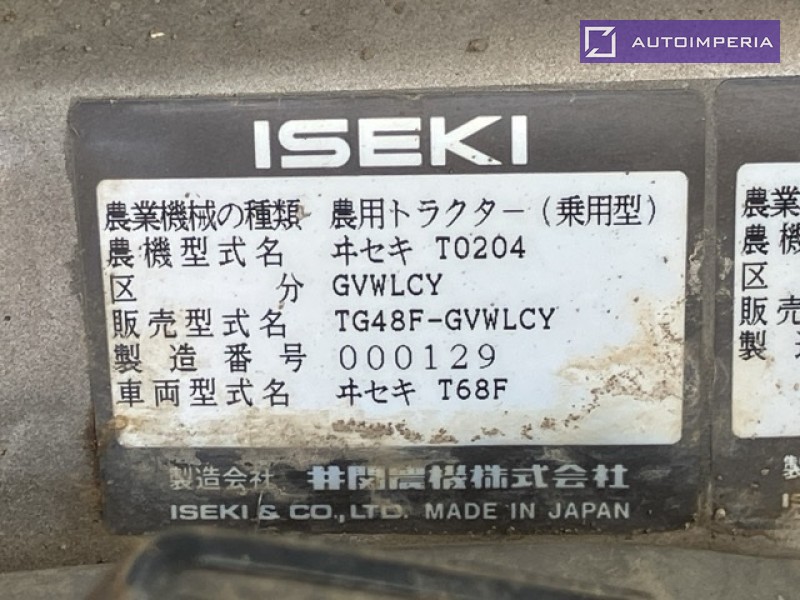 AUTOIMPERIA
ISEKI
農業機械の種類 農用トラクター(乗用型)
農機型式名 ヰセキ T0204
区分 GVWLCY
販売型式名 TG48F-GVWLCY
製造番号 000129
車両型式名 ヰセキ T68F
製造会社 井関農機株式会社
ISEKI & CO.,LTD. MADE IN JAPAN
農業
農機
区
販売
製造